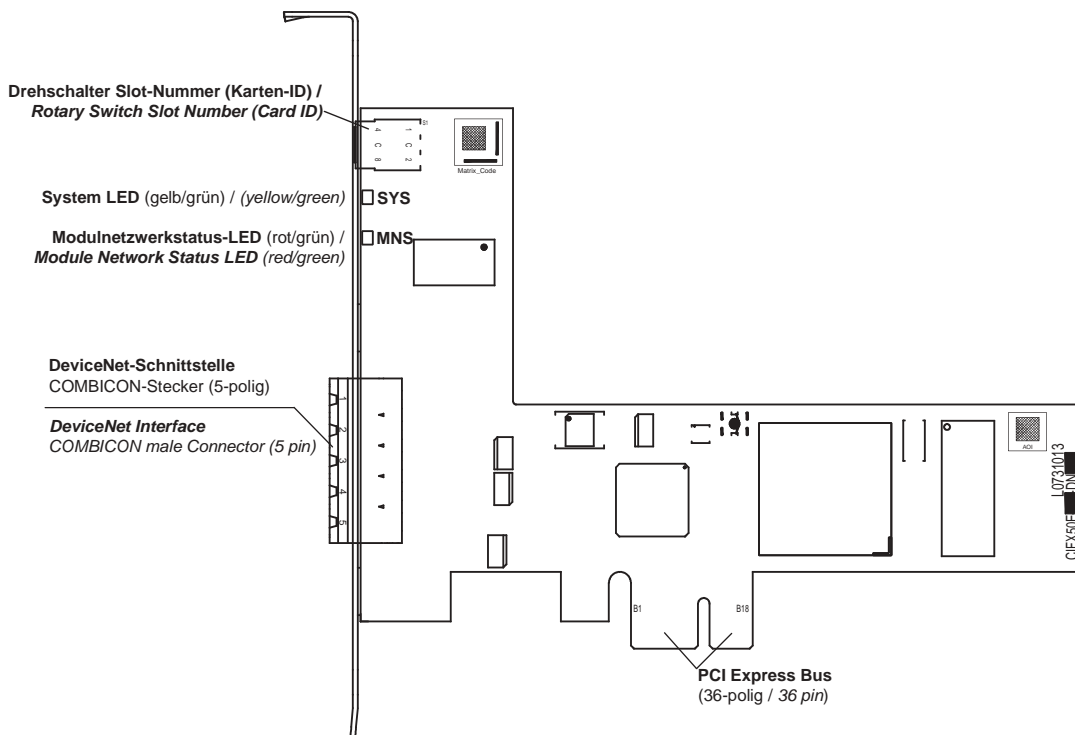 Drehschalter Slot-Nummer (Karten-ID) /
Rotary Switch Slot Number (Card ID)
S1
4 C 8
1 C 2
Matrix_Code
System LED (gelb/grün) / (yellow/green)
SYS
Modulnetzwerkstatus-LED (rot/grün) /
Module Network Status LED (red/green)
MNS
DeviceNet-Schnittstelle
COMBICON-Stecker (5-polig)
DeviceNet Interface
COMBICON male Connector (5 pin)
1
2
3
4
5
AOI
L0731013
B1
B18
PCI Express Bus
(36-polig / 36 pin)